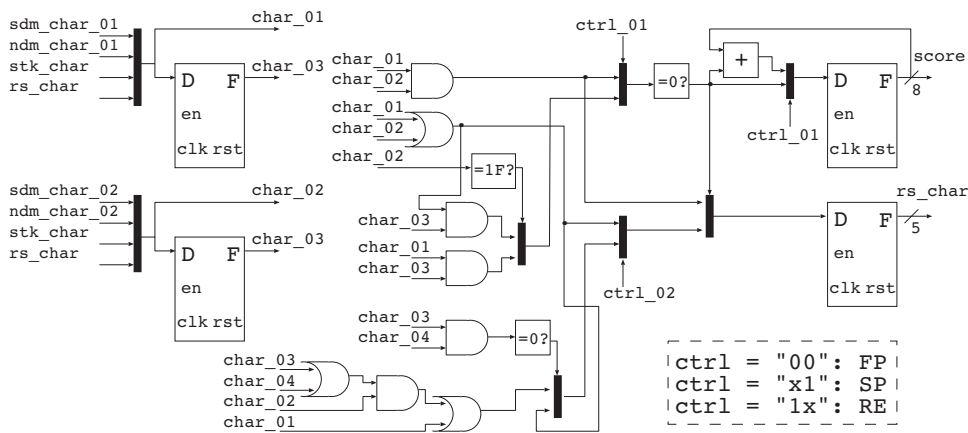 sdm_char_01
ndm_char_01
stk_char
rs_char
char_01
char_03
D F
en
clk rst
sdm_char_02
ndm_char_02
stk_char
rs_char
char_02
char_03
D F
en
clk rst
char_01
char_02
char_01
char_02
char_02
=1F?
char_03
char_01
char_03
char_03
char_04
=0?
char_03
char_04
char_02
char_01
ctrl_01
=0?
+
ctrl_01
ctrl_02
D F
en
clk rst
score
8
D F
en
clk rst
rs_char
5
ctrl = "00": FP
ctrl = "x1": SP
ctrl = "1x": RE